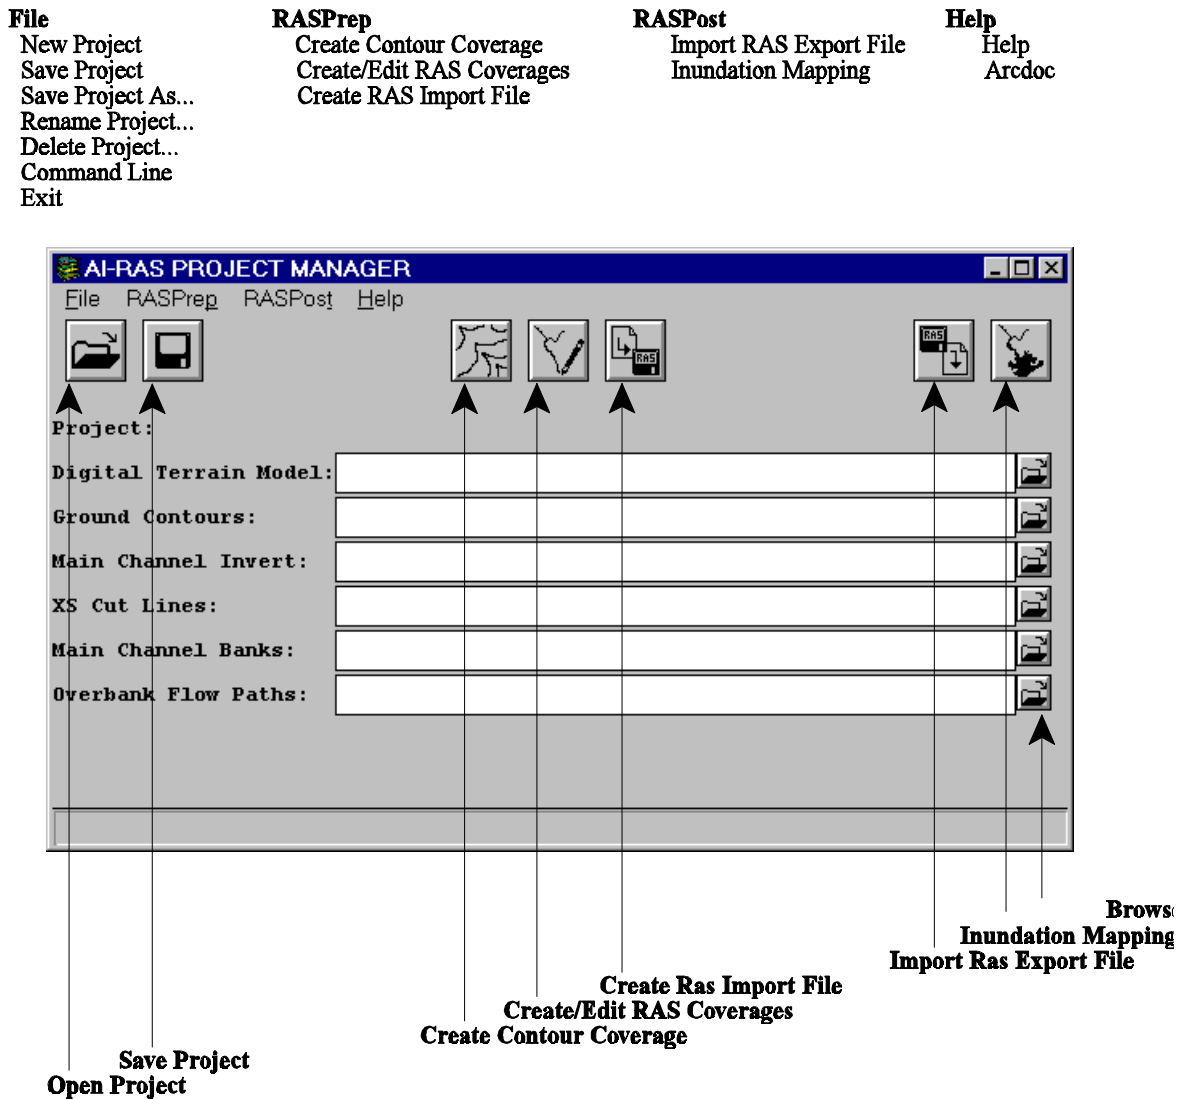 File RASPrep RASPost Help
New Project Create Contour Coverage Import RAS Export File Help
Save Project Create/Edit RAS Coverages Inundation Mapping Arcdoc
Save Project As... Create RAS Import File
Rename Project...
Delete Project...
Command Line
Exit
AI-RAS PROJECT MANAGER
File RASPrep RASPost Help
RAS RAS
Project:
Digital Terrain Model:
Ground Contours:
Main Channel Invert:
XS Cut Lines:
Main Channel Banks:
Overbank Flow Paths:
Brows
Inundation Mapping
Import Ras Export File
Create Ras Import File
Create/Edit RAS Coverages
Create Contour Coverage
Save Project
Open Project